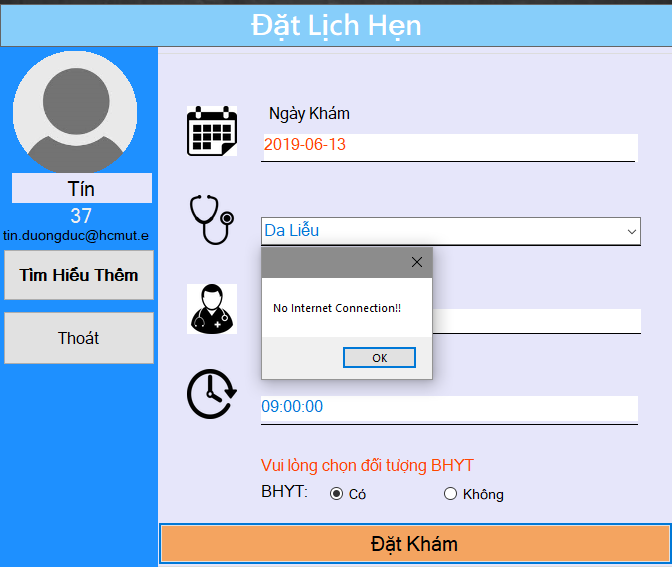 Đặt Lịch Hẹn
Tín
37
tin.duongduc@hcmut.e
Tìm Hiểu Thêm
Thoát
Ngày Khám
2019-06-13
Da Liễu
No Internet Connection!!
OK
09:00:00
Vui lòng chọn đối tượng BHYT
BHYT:
Có
Không
Đặt Khám